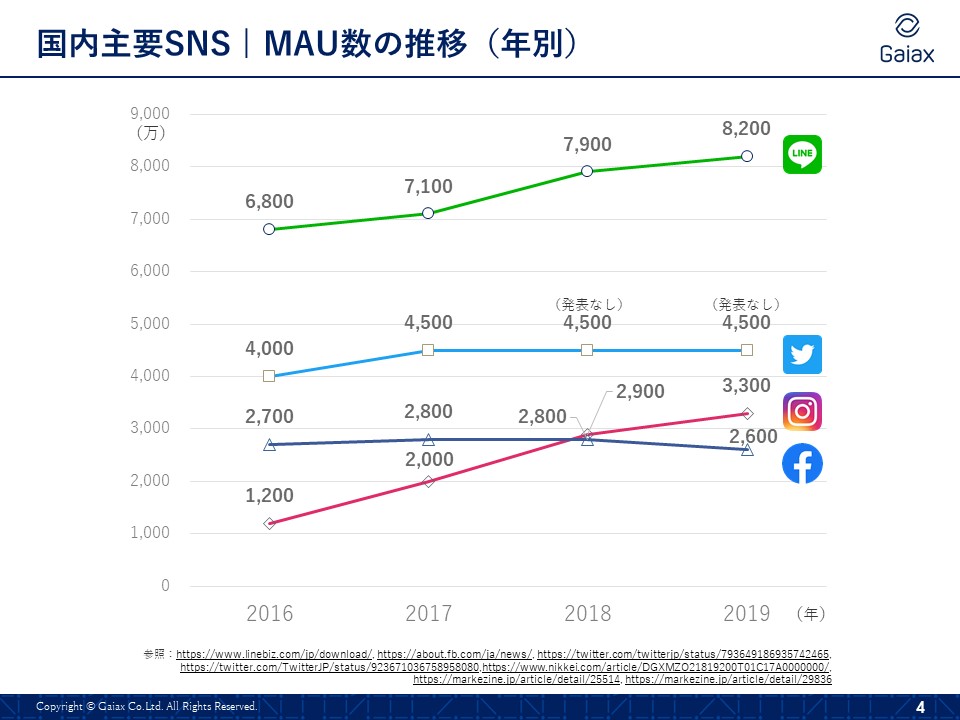 国内主要SNS｜MAU数の推移（年別）
Gaiax
9,000
（万）
8,000
7,000
6,000
5,000
4,000
3,000
2,000
1,000
0
6,800
7,100
7,900
8,200
LINE
（発表なし）
（発表なし）
4,000
4,500
4,500
4,500
2,700
2,800
2,800
2,900
3,300
2,600
1,200
2,000
2016
2017
2018
2019
（年）
参照：https://www.linebiz.com/jp/download/, https://about.fb.com/ja/news/, https://twitter.com/twitterjp/status/793649186935742465,
https://twitter.com/TwitterJP/status/923671036758958080,https://www.nikkei.com/article/DGXMZO21819200T01C17A0000000/,
https://markezine.jp/article/detail/25514, https://markezine.jp/article/detail/29836
Copyright © Gaiax Co.Ltd. All Rights Reserved.
4